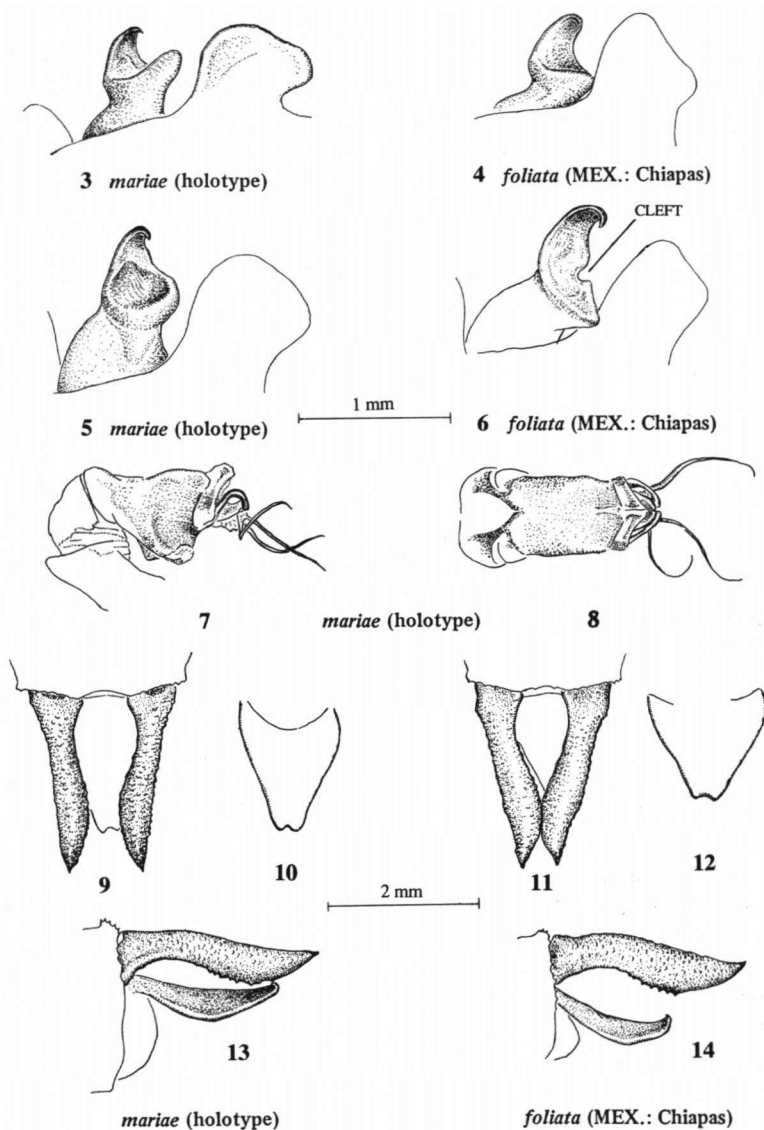 3 mariae (holotype)
4 foliata (MEX.: Chiapas)
CLEFT
5 mariae (holotype)
1 mm
6 foliata (MEX.: Chiapas)
7 mariae (holotype) 8
9
10
11
12
2 mm
13
14
mariae (holotype)
foliata (MEX.: Chiapas)